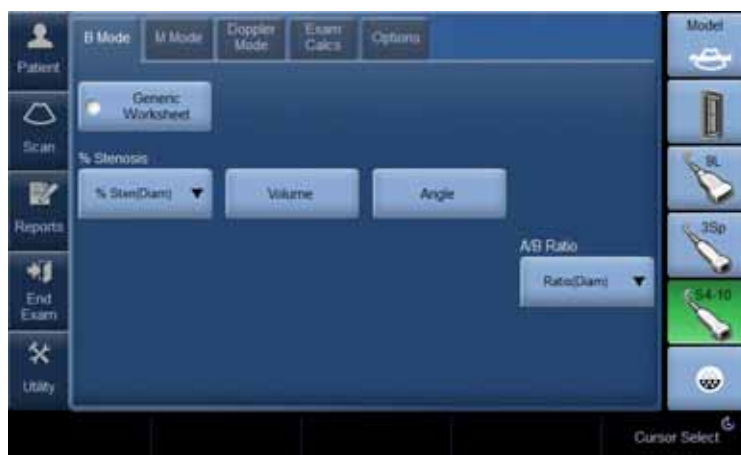 Patient
Scan
Reports
End
Exam
Utility
B Mode
M Mode
Doppler
Mode
Exam
Calcs
Options
Generic
Worksheet
% Stenosis
% Sten(Diam)
Volume
Angle
A/B Ratio
Ratio(Diam)
Model
9L
3Sp
S4-10
Cursor Select